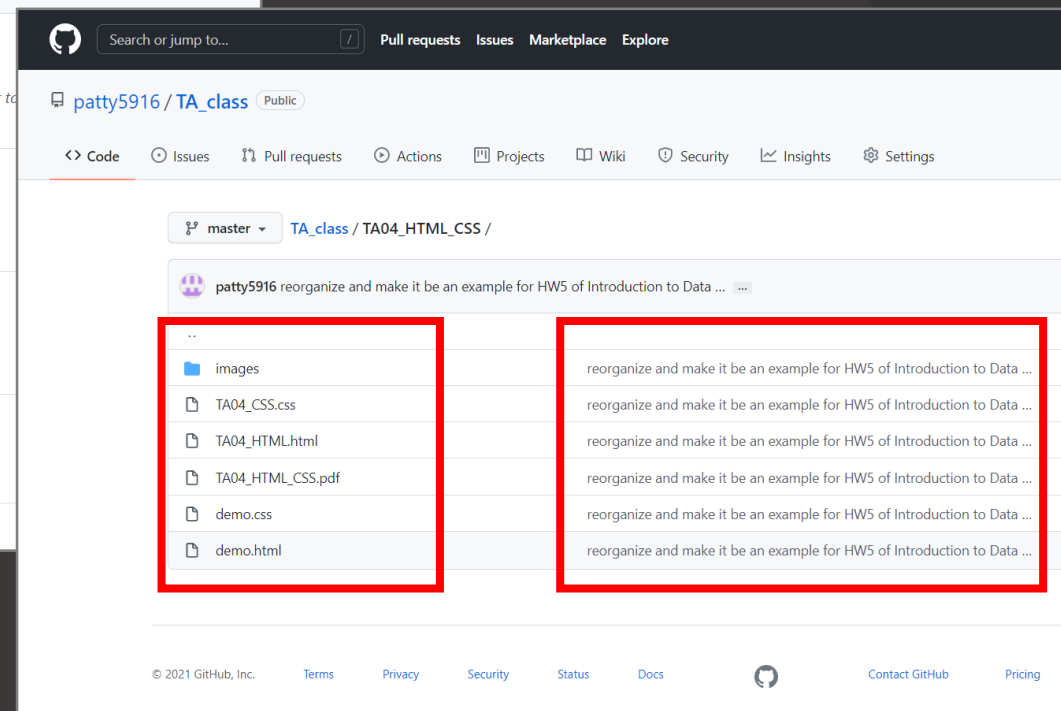 Search or jump to... / Pull requests Issues Marketplace Explore
to
patty5916 / TA_class Public
Code Issues Pull requests Actions Projects Wiki Security Insights Settings
master TA_class / TA04_HTML_CSS /
patty5916 reorganize and make it be an example for HW5 of Introduction to Data ... ...
..
images reorganize and make it be an example for HW5 of Introduction to Data ...
TA04_CSS.css reorganize and make it be an example for HW5 of Introduction to Data ...
TA04_HTML.html reorganize and make it be an example for HW5 of Introduction to Data ...
TA04_HTML_CSS.pdf reorganize and make it be an example for HW5 of Introduction to Data ...
demo.css reorganize and make it be an example for HW5 of Introduction to Data ...
demo.html reorganize and make it be an example for HW5 of Introduction to Data ...
© 2021 GitHub, Inc. Terms Privacy Security Status Docs Contact GitHub Pricing